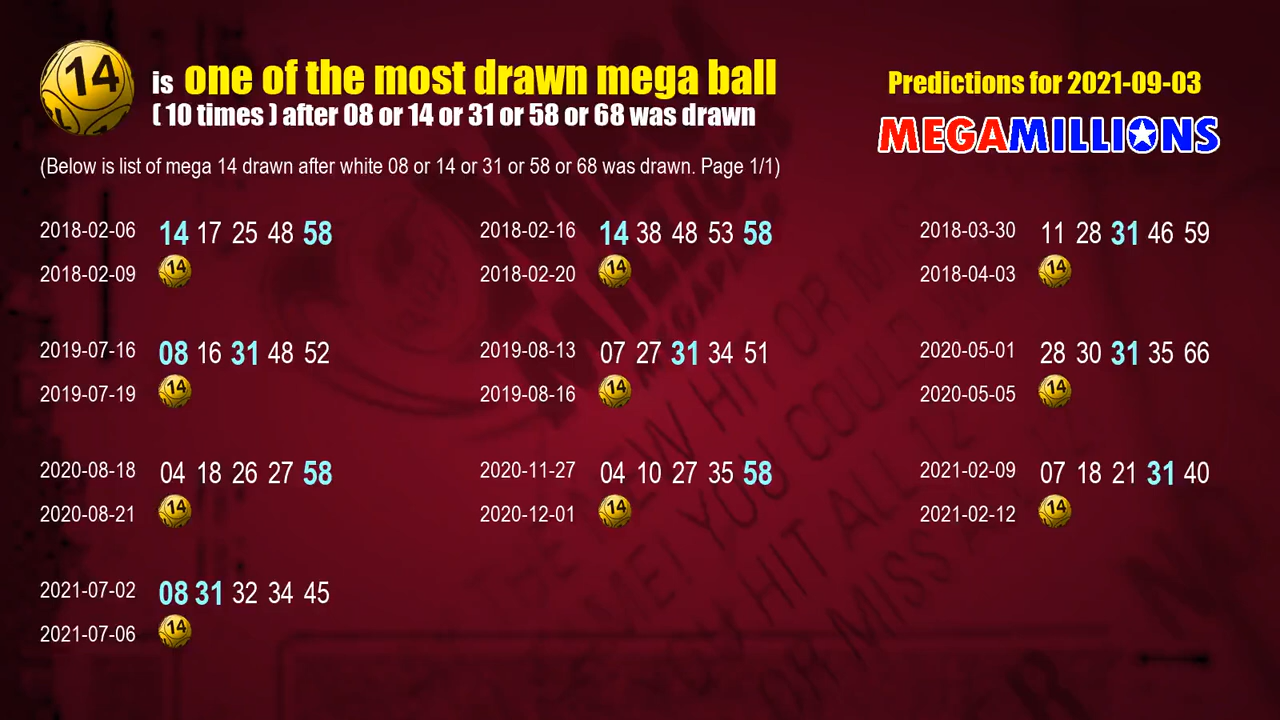 14
is one of the most drawn mega ball
( 10 times ) after 08 or 14 or 31 or 58 or 68 was drawn
Predictions for 2021-09-03
MEGAMILLIONS
(Below is list of mega 14 drawn after white 08 or 14 or 31 or 58 or 68 was drawn. Page 1/1)
2018-02-06 14 17 25 48 58
2018-02-09 14
2018-02-16 14 38 48 53 58
2018-02-20 14
2018-03-30 11 28 31 46 59
2018-04-03 14
2019-07-16 08 16 31 48 52
2019-07-19 14
2019-08-13 07 27 31 34 51
2019-08-16 14
2020-05-01 28 30 31 35 66
2020-05-05 14
2020-08-18 04 18 26 27 58
2020-08-21 14
2020-11-27 04 10 27 35 58
2020-12-01 14
2021-02-09 07 18 21 31 40
2021-02-12 14
2021-07-02 08 31 32 34 45
2021-07-06 14
YOU COULD
HIT ALL 12
OR MISS